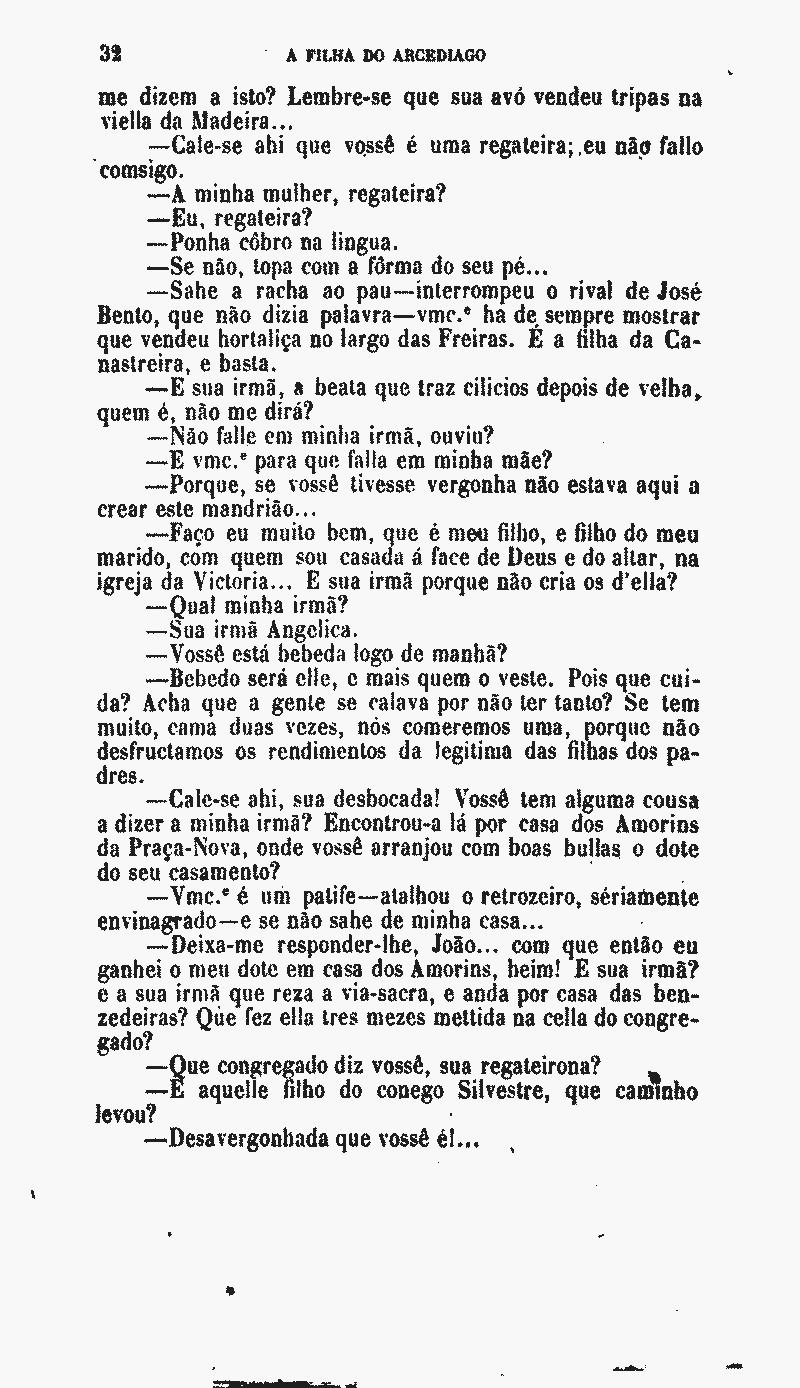 32 A FILHA DO ARCEDIAGO
me dizem a isto? Lembre-se que sua avó vendeu tripas na
viella da Madeira...
—Cale-se ahi que vossê é uma regateira; eu não fallo
comsigo.
—A minha mulher, regateira?
—Eu, regateira?
—Ponha côbro na lingua.
—Se não, topa com a fôrma do seu pé...
—Sahe a racha ao pau—interrompeu o rival de José
Bento, que não dizia palavra—vmc.ᵉ ha de sempre mostrar
que vendeu hortaliça no largo das Freiras. É a filha da Ca-
nastreira, e basta.
—E sua irmã, a beata que traz cilicios depois de velha,
quem é, não me dirá?
—Não falle em minha irmã, ouviu?
—E vmc.ᵉ para que falla em minha mãe?
—Porque, se vossê tivesse vergonha não estava aqui a
crear este mandrião...
—Faço eu muito bem, que é meu filho, e filho do meu
marido, com quem sou casada á face de Deus e do altar, na
igreja da Victoria... E sua irmã porque não cria os d'ella?
—Qual minha irmã?
—Sua irmã Angelica.
—Vossê está bebeda logo de manhã?
—Bebedo será elle, e mais quem o veste. Pois que cui-
da? Acha que a gente se calava por não ter tanto? Se tem
muito, cama duas vezes, nós comeremos uma, porque não
desfructamos os rendimentos da legitima das filhas dos pa-
dres.
—Cale-se ahi, sua desbocada! Vossê tem alguma cousa
a dizer a minha irmã? Encontrou-a lá por casa dos Amorins
da Praça-Nova, onde vossê arranjou com boas bullas o dote
do seu casamento?
—Vmc.ᵉ é um patife—atalhou o retrozeiro, sériamente
envinagrado—e se não sahe de minha casa...
—Deixa-me responder-lhe, João... com que então eu
ganhei o meu dote em casa dos Amorins, heim! E sua irmã?
e a sua irmã que reza a via-sacra, e anda por casa das ben-
zedeiras? Que fez ella tres mezes mettida na cella do congre-
gado?
—Que congregado diz vossê, sua regateirona?
—E aquelle filho do conego Silvestre, que caminho
levou?
—Desavergonhada que vossê é!...